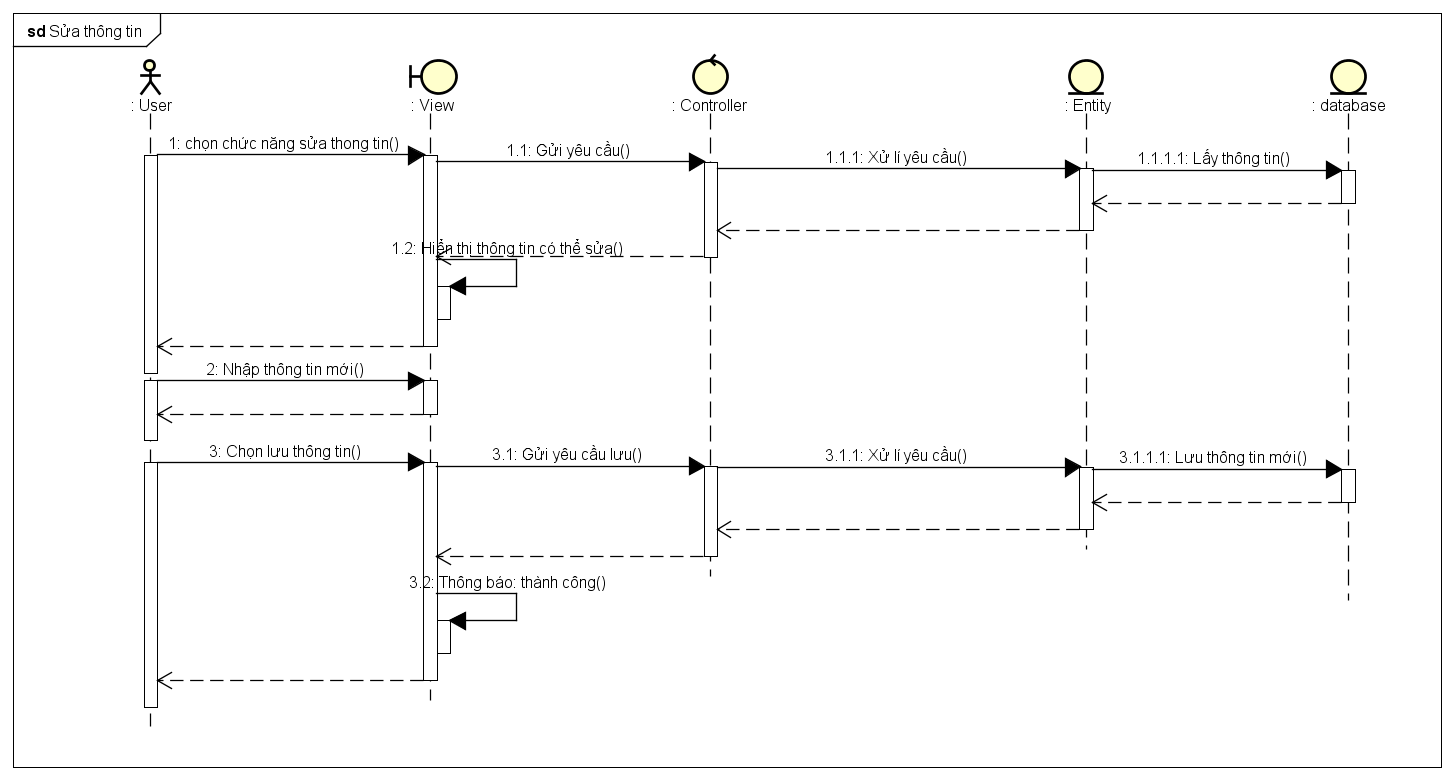 sd Sửa thông tin
: User
: View
: Controller
: Entity
: database
1: chọn chức năng sửa thong tin()
1.1: Gửi yêu cầu()
1.1.1: Xử lí yêu cầu()
1.1.1.1: Lấy thông tin()
1.2: Hiển thị thông tin có thể sửa()
2: Nhập thông tin mới()
3: Chọn lưu thông tin()
3.1: Gửi yêu cầu lưu()
3.1.1: Xử lí yêu cầu()
3.1.1.1: Lưu thông tin mới()
3.2: Thông báo: thành công()